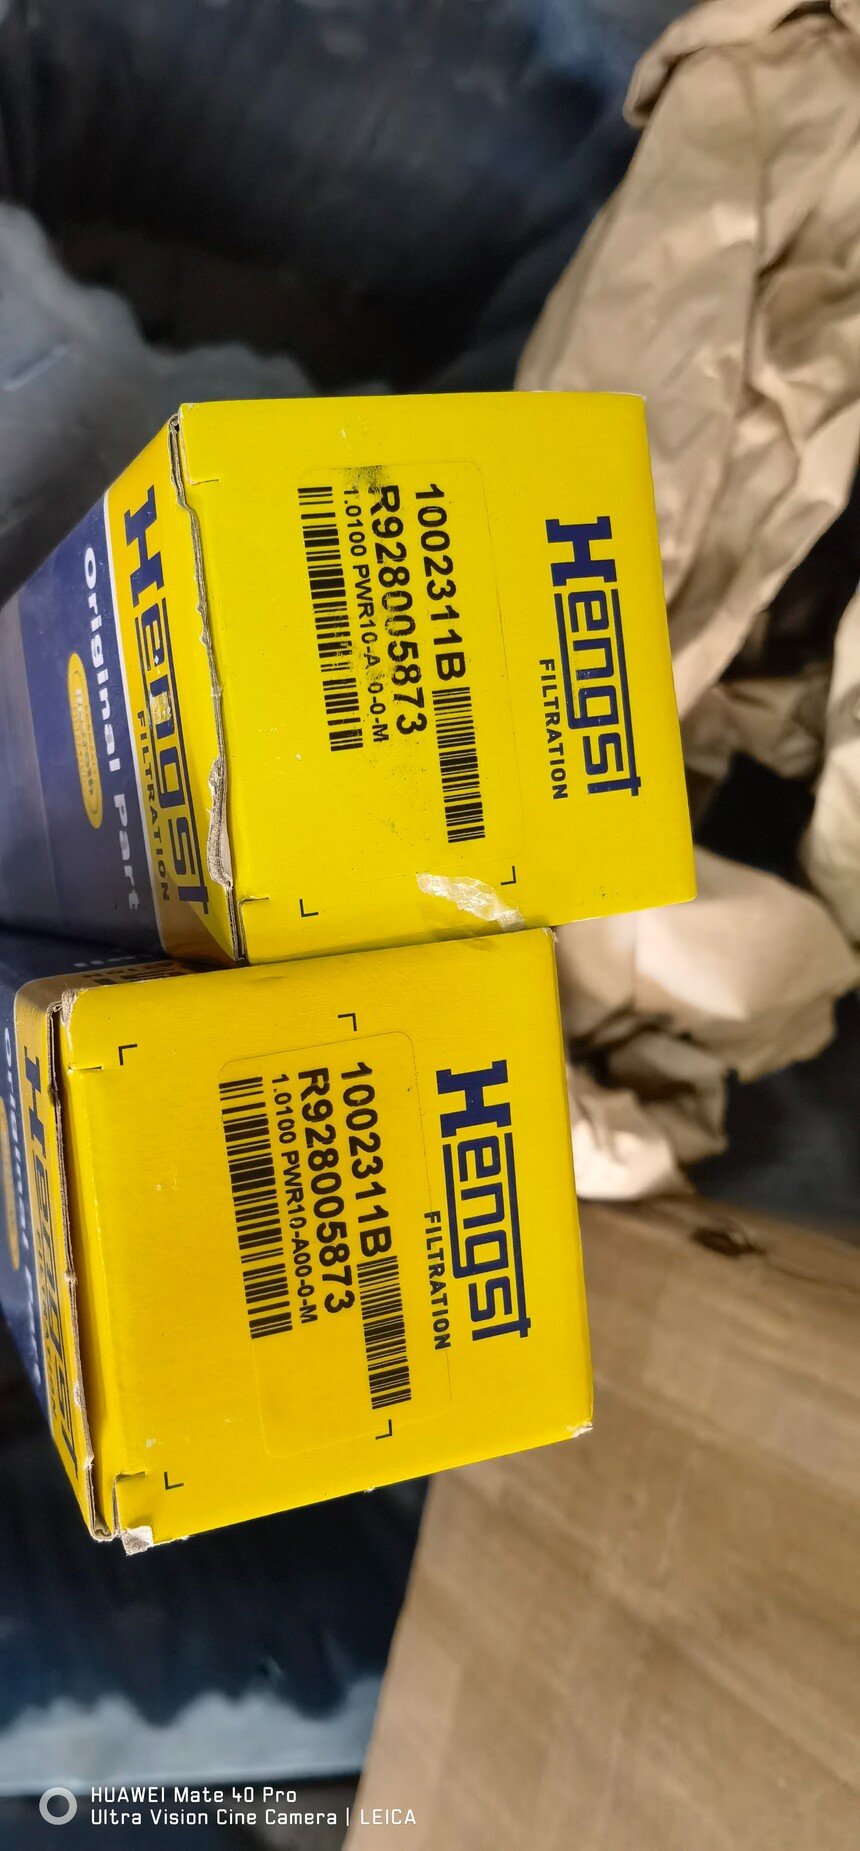 Hengst
FILTRATION
1002311B
R928005873
1.0100 PWR10-A 0-0-M
Hengst
FILTRATION
Original Part
Hengst
FILTRATION
1002311B
R928005873
1.0100 PWR10-A00-0-M
Hengst
HUAWEI Mate 40 Pro
Ultra Vision Cine Camera | LEICA